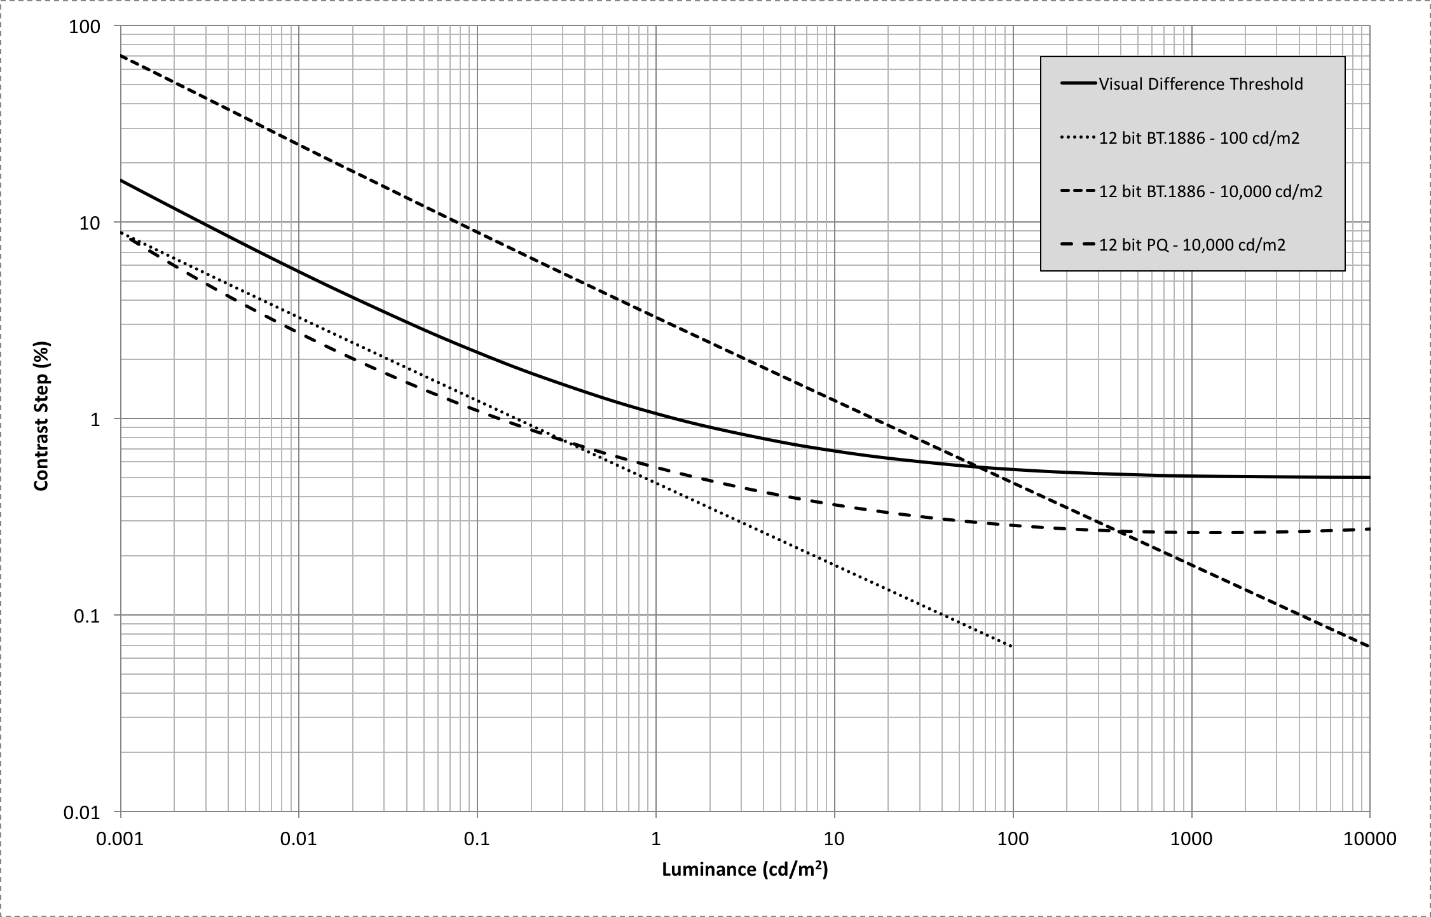 100
10
1
0.1
0.01
Contrast Step (%)
Visual Difference Threshold
12 bit BT.1886 - 100 cd/m2
12 bit BT.1886 - 10,000 cd/m2
12 bit PQ - 10,000 cd/m2
0.001 0.01 0.1 1 10 100 1000 10000
Luminance (cd/m²)